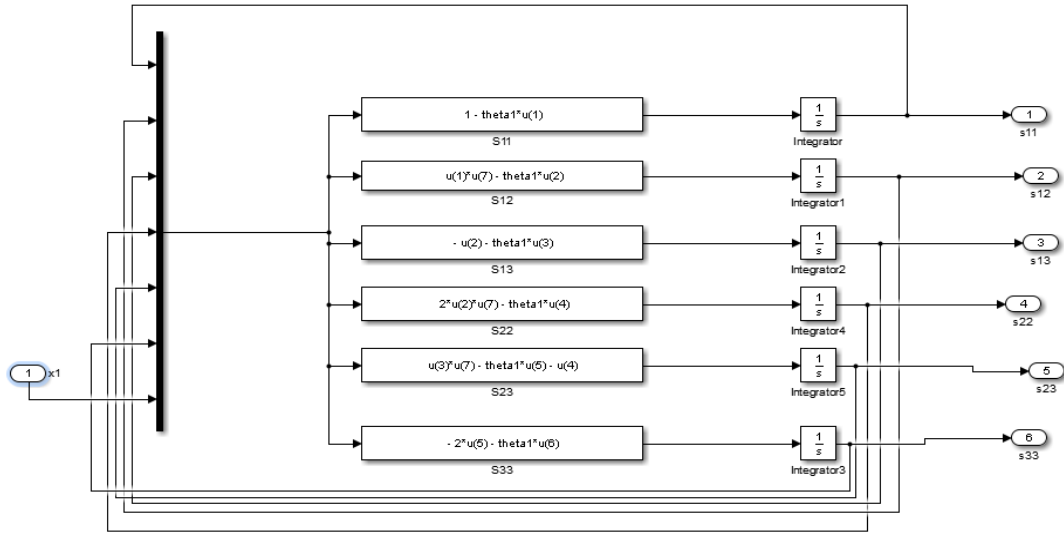 1 - theta1*u(1)
S11
1
s
Integrator
1
s11
u(1)*u(7) - theta1*u(2)
S12
1
s
Integrator1
2
s12
- u(2) - theta1*u(3)
S13
1
s
Integrator2
3
s13
2*u(2)*u(7) - theta1*u(4)
S22
1
s
Integrator4
4
s22
1
x1
u(3)*u(7) - theta1*u(5) - u(4)
S23
1
s
Integrator5
5
s23
- 2*u(5) - theta1*u(6)
S33
1
s
Integrator3
6
s33